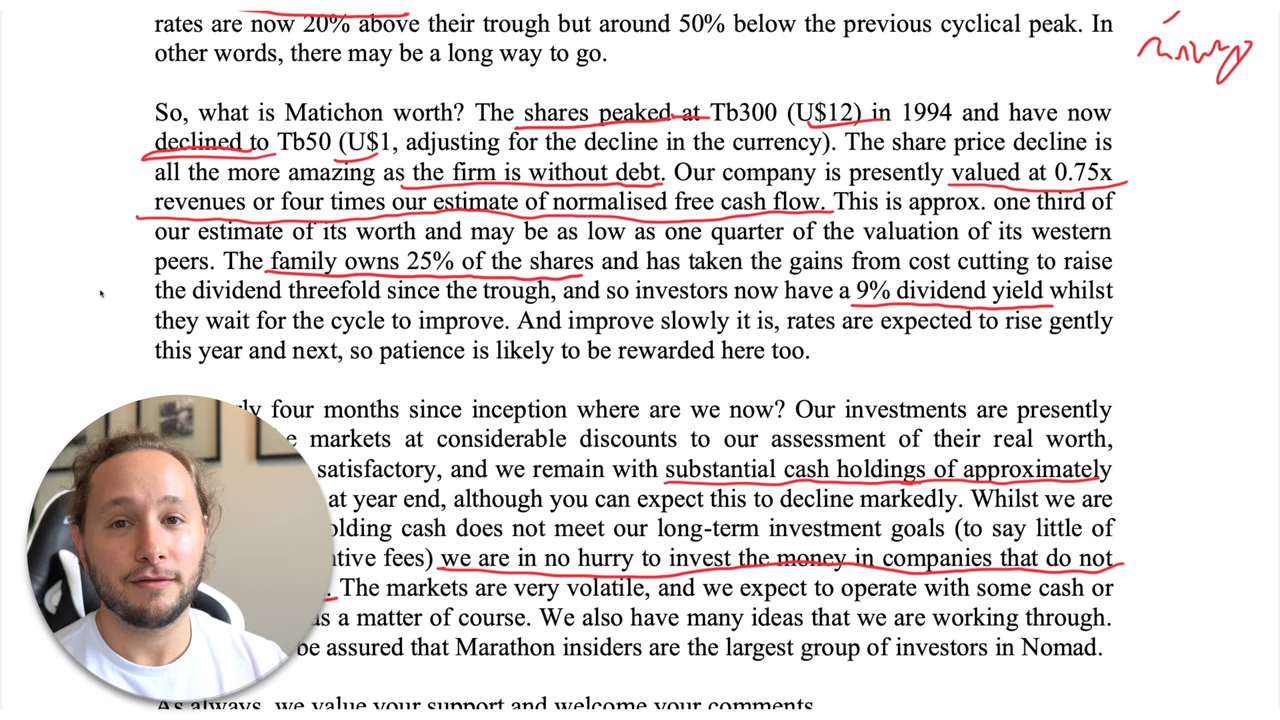 rates are now 20% above their trough but around 50% below the previous cyclical peak. In
other words, there may be a long way to go.
So, what is Matichon worth? The shares peaked at Tb300 (U$12) in 1994 and have now
declined to Tb50 (U$1, adjusting for the decline in the currency). The share price decline is
all the more amazing as the firm is without debt. Our company is presently valued at 0.75x
revenues or four times our estimate of normalised free cash flow. This is approx. one third of
our estimate of its worth and may be as low as one quarter of the valuation of its western
peers. The family owns 25% of the shares and has taken the gains from cost cutting to raise
the dividend threefold since the trough, and so investors now have a 9% dividend yield whilst
they wait for the cycle to improve. And improve slowly it is, rates are expected to rise gently
this year and next, so patience is likely to be rewarded here too.
four months since inception where are we now? Our investments are presently
markets at considerable discounts to our assessment of their real worth,
satisfactory, and we remain with substantial cash holdings of approximately
at year end, although you can expect this to decline markedly. Whilst we are
cash does not meet our long-term investment goals (to say little of
fees) we are in no hurry to invest the money in companies that do not
. The markets are very volatile, and we expect to operate with some cash or
as a matter of course. We also have many ideas that we are working through.
be assured that Marathon insiders are the largest group of investors in Nomad.
As always, we value your support and welcome your comments